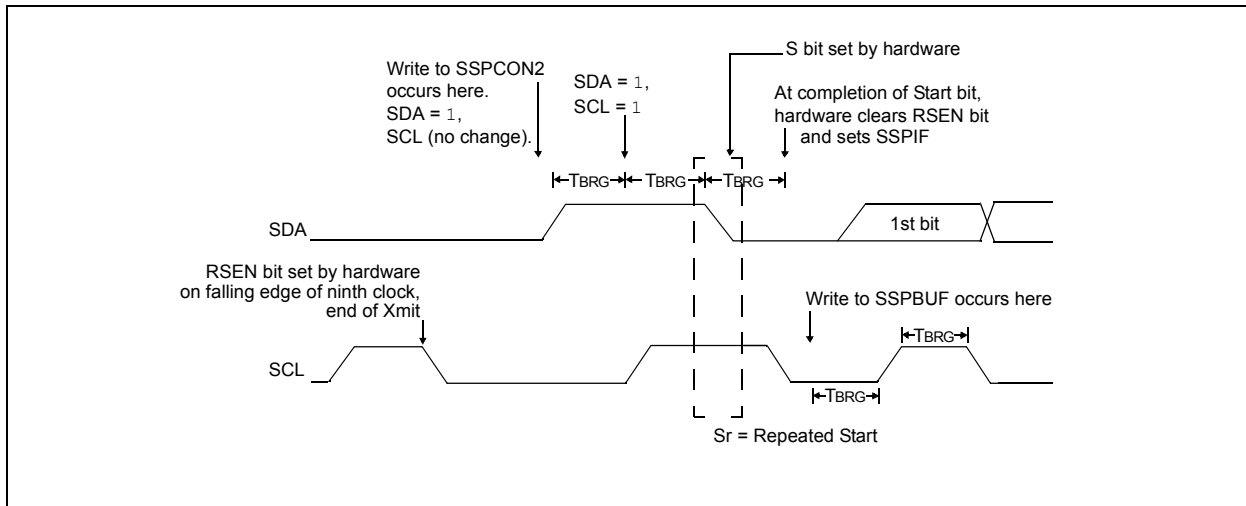 Write to SSPCON2
occurs here.
SDA = 1,
SCL (no change).
SDA = 1,
SCL = 1
S bit set by hardware
At completion of Start bit,
hardware clears RSEN bit
and sets SSPIF
TBRG
TBRG
TBRG
SDA
1st bit
RSEN bit set by hardware
on falling edge of ninth clock,
end of Xmit
Write to SSPBUF occurs here
TBRG
SCL
TBRG
Sr = Repeated Start